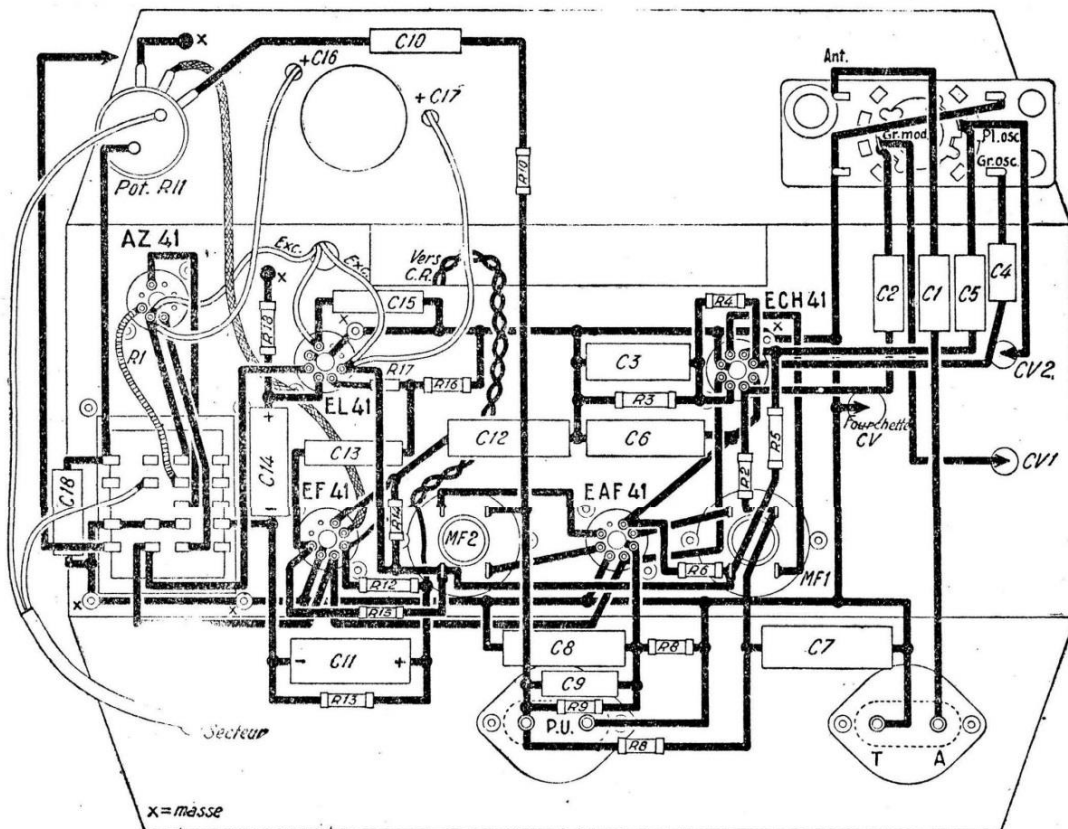 x
C10
+C16
+C17
Ant.
Gr.mod.
Pl.osc
Gr.osc.
Pot. R11
R10
AZ 41
Exc.
Exc.
Vers
C.R.
x
C15
x
R18
R1
R4
ECH 41
x
C2
C1
C5
C4
C3
R17
R16
EL 41
R3
CV2
Fourchette
CV
+
C14
C13
C12
C6
R5
R2
CV1
C18
EF 41
R14
EAF 41
MF2
R6
MF1
R12
R15
x
x
C8
R8
C7
-
C11
+
C9
R13
R9
P.U.
R8
T
A
Secteur
x = masse